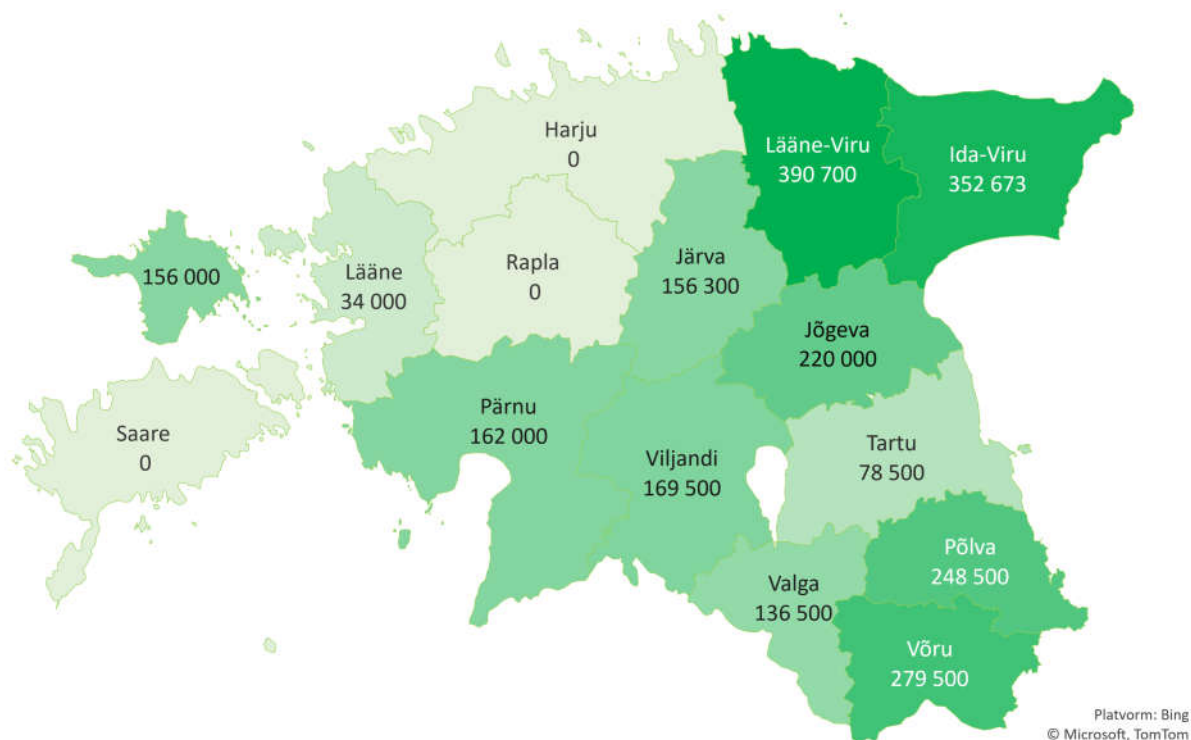 Harju
0
Lääne-Viru
390 700
Ida-Viru
352 673
156 000
Lääne
34 000
Rapla
0
Järva
156 300
Jõgeva
220 000
Saare
0
Pärnu
162 000
Viljandi
169 500
Tartu
78 500
Põlva
248 500
Valga
136 500
Võru
279 500
Platvorm: Bing
© Microsoft, TomTom